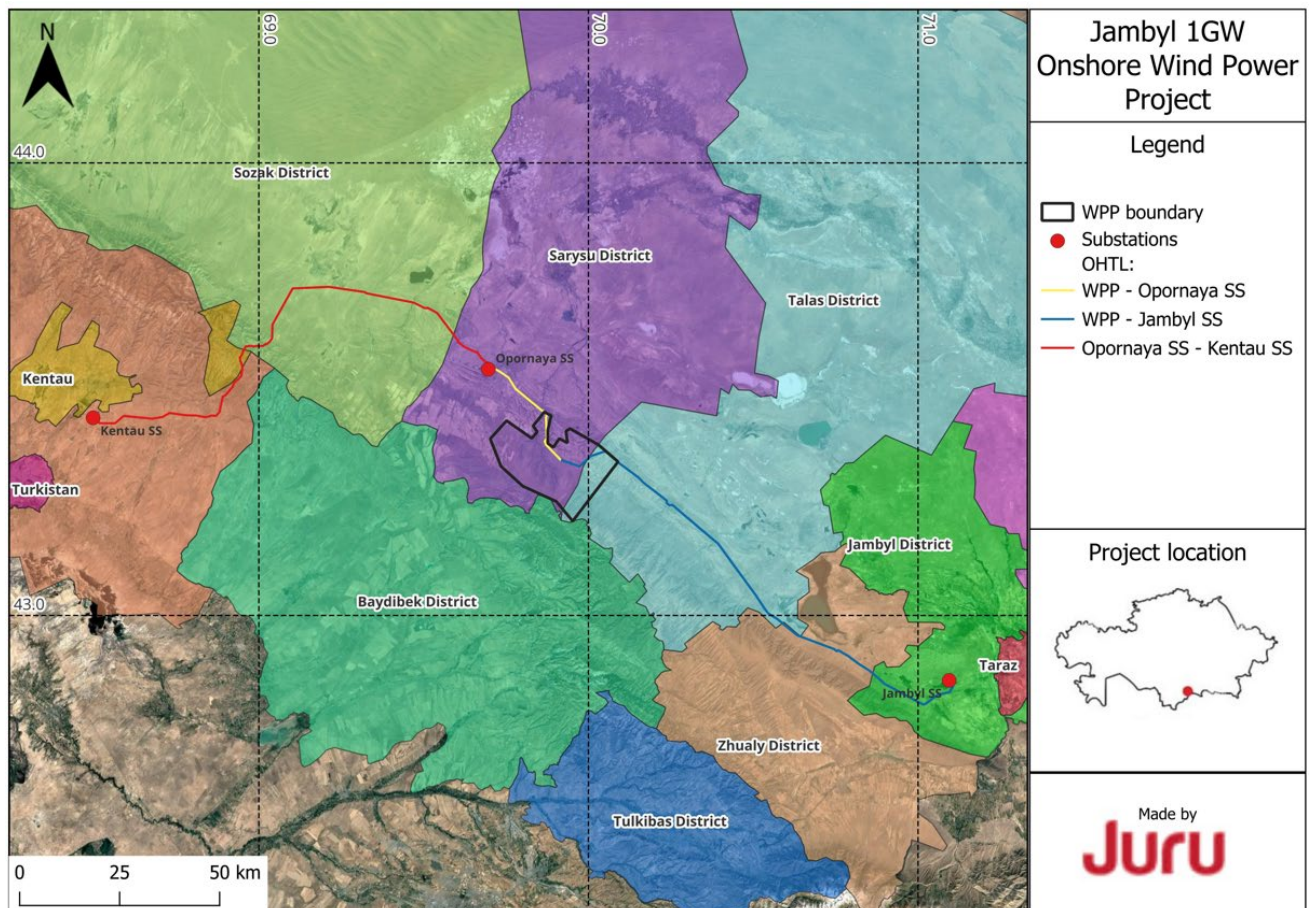 N
69.0
70.0
71.0
44.0
43.0
Sozak District
Sarysu District
Talas District
Opornaya SS
Kentau
Kentau SS
Turkistan
Jambyl District
Baydibek District
Taraz
Jambyl SS
Zhualy District
Tulkibas District
0 25 50 km
Jambyl 1GW
Onshore Wind Power
Project
Legend
WPP boundary
Substations
OHTL:
WPP - Opornaya SS
WPP - Jambyl SS
Opornaya SS - Kentau SS
Project location
Made by
Juru